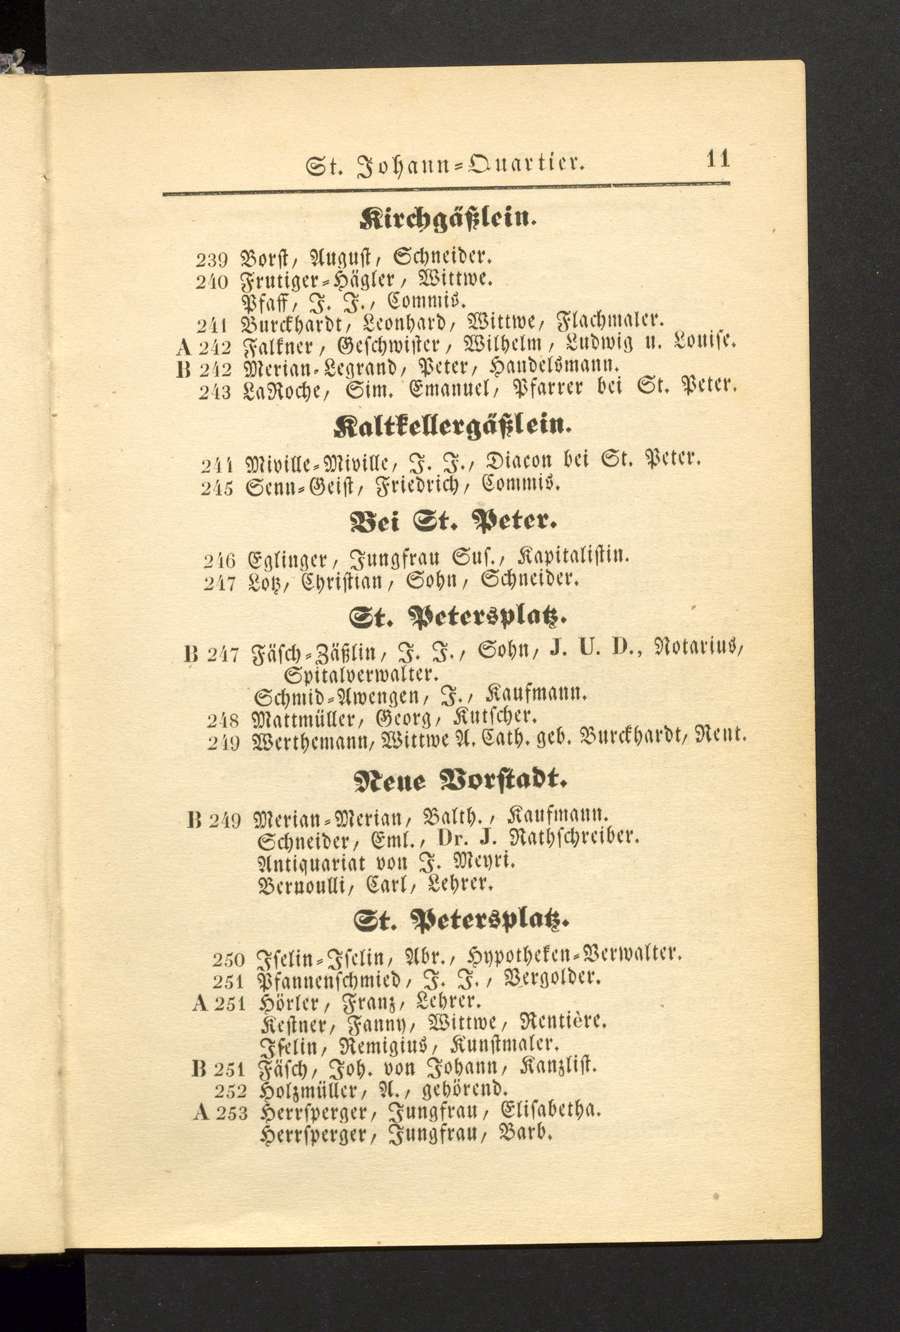 St. Johann-Quartier. 11
Kirchgäßlein.
239 Borst, August, Schneider.
240 Frutiger-Hägler, Wittwe.
Pfaff, J. J., Commis.
241 Burckhardt, Leonhard, Wittwe, Flachmaler.
A 242 Falkner, Geschwister, Wilhelm, Ludwig u. Louise.
B 242 Merian-Legrand, Peter, Handelsmann.
243 LaRoche, Sim. Emanuel, Pfarrer bei St. Peter.
Kaltkellergäßlein.
244 Miville-Miville, J. J., Diacon bei St. Peter.
245 Senn-Geist, Friedrich, Commis.
Bei St. Peter.
246 Eglinger, Jungfrau Sus., Kapitalistin.
247 Lotz, Christian, Sohn, Schneider.
St. Petersplatz.
B 247 Fäsch-Zäßlin, J. J., Sohn, J. U. D., Notarius,
Spitalverwalter.
Schmid-Awengen, J., Kaufmann.
248 Mattmüller, Georg, Kutscher.
249 Werthemann, Wittwe A. Cath. geb. Burckhardt, Rent.
Neue Vorstadt.
B 249 Merian-Merian, Balth., Kaufmann.
Schneider, Eml., Dr. J. Rathschreiber.
Antiquariat von J. Meyri.
Bernoulli, Carl, Lehrer.
St. Petersplatz.
250 Iselin-Iselin, Abr., Hypotheken-Verwalter.
251 Pfannenschmied, J. J., Vergolder.
A 251 Hörler, Franz, Lehrer.
Kestner, Fanny, Wittwe, Rentière.
Iselin, Remigius, Kunstmaler.
B 251 Fäsch, Joh. von Johann, Kanzlist.
252 Holzmüller, A., gehörend.
A 253 Herrsperger, Jungfrau, Elisabetha.
Herrsperger, Jungfrau, Barb.